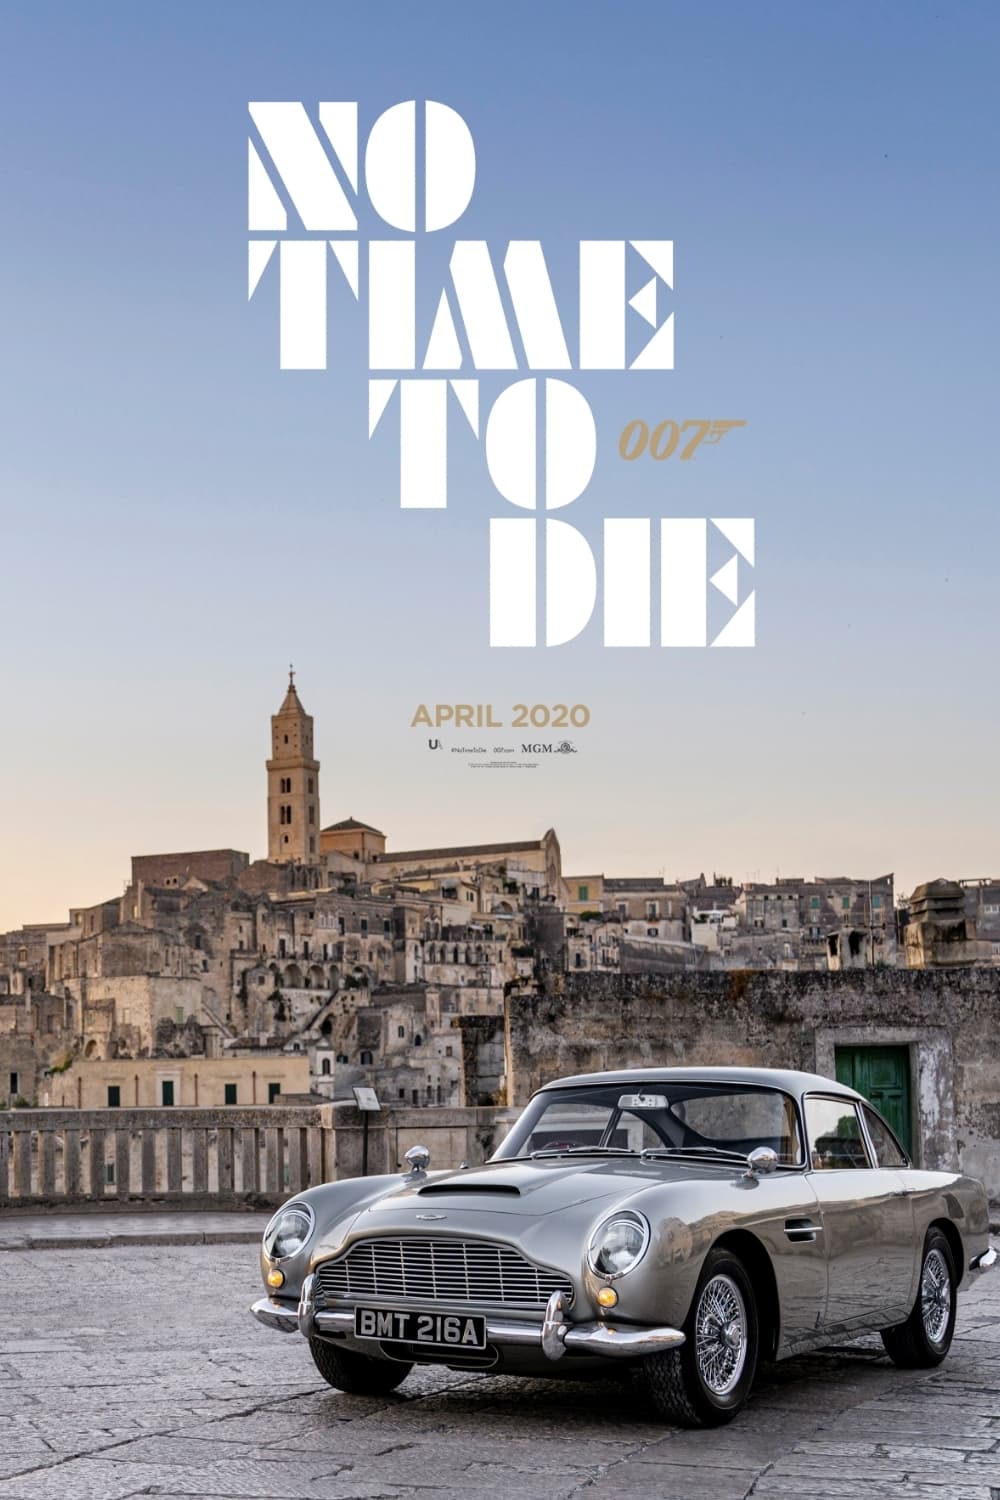 NO
TIME
TO
007
DIE
APRIL 2020
#NoTimeToDie 007.com MGM
BMT 216A